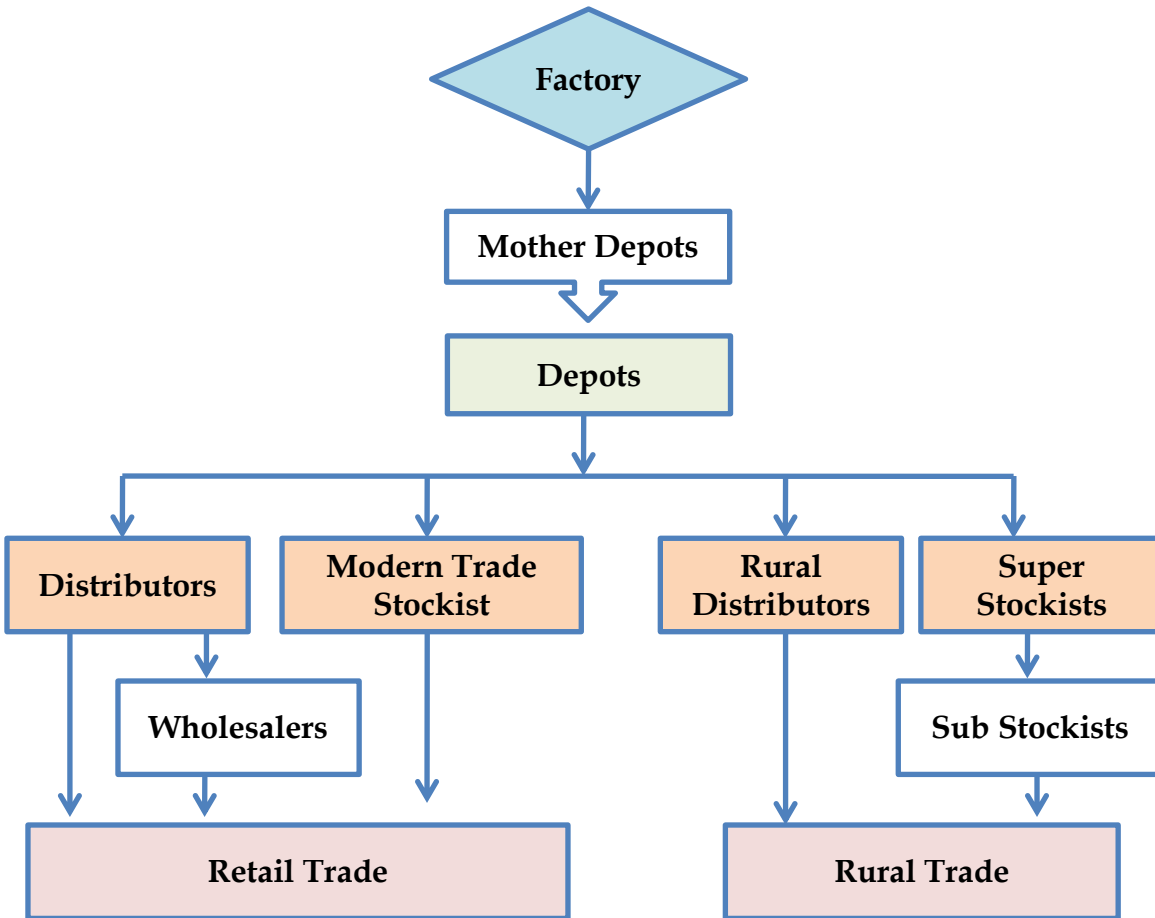 Factory
Mother Depots
Depots
Distributors
Modern Trade
Stockist
Rural
Distributors
Super
Stockists
Wholesalers
Sub Stockists
Retail Trade
Rural Trade